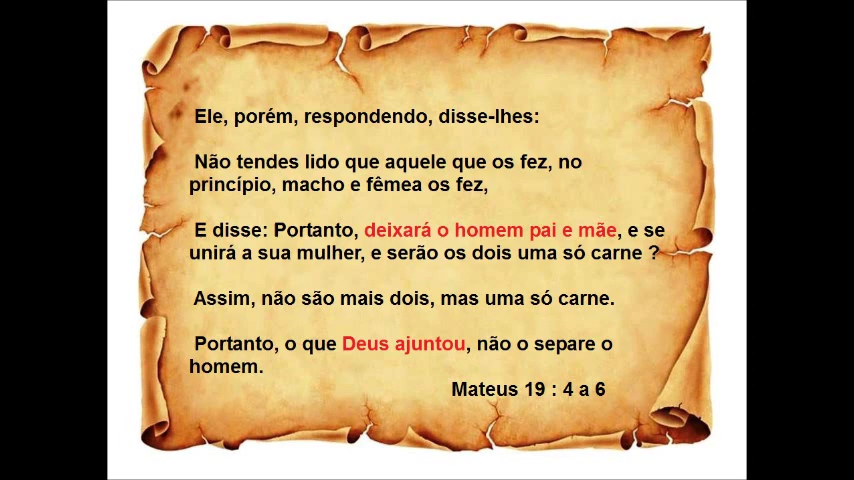 Ele, porém, respondendo, disse-lhes:
Não tendes lido que aquele que os fez, no
princípio, macho e fêmea os fez,
E disse: Portanto, deixará o homem pai e mãe, e se
unirá a sua mulher, e serão os dois uma só carne ?
Assim, não são mais dois, mas uma só carne.
Portanto, o que Deus ajuntou, não o separe o
homem.
Mateus 19 : 4 a 6